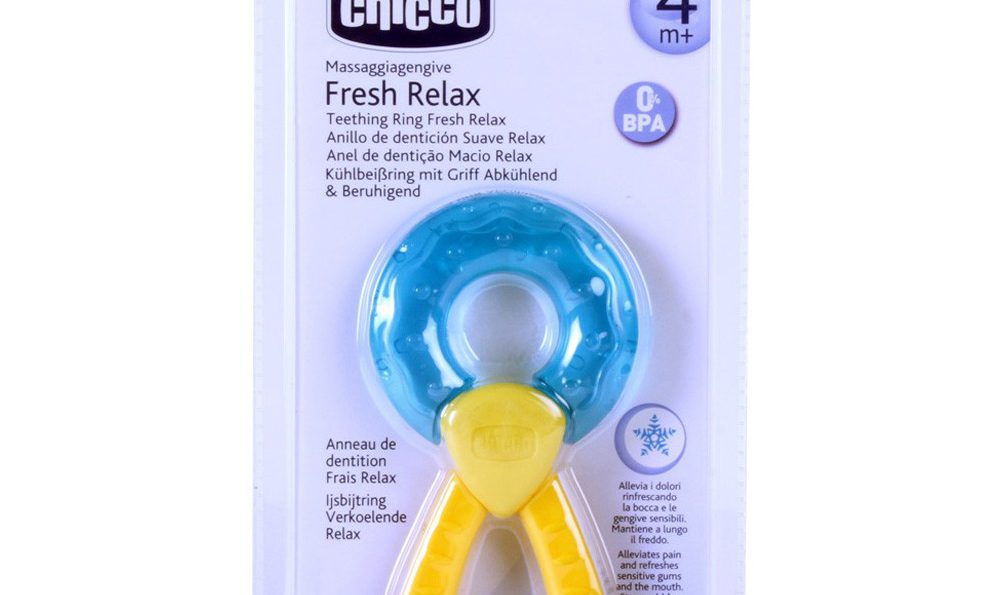 chicco
4
m+
Massaggiagengive
Fresh Relax
Teething Ring Fresh Relax
Anillo de dentición Suave Relax
Anel de dentição Macio Relax
Kühlbeißring mit Griff Abkühlend
& Beruhigend
0%
BPA
chicco
Anneau de
dentition
Frais Relax
Ijsbijtring
Verkoelende
Relax
Allevia i dolori
rinfrescando
la bocca e le
gengive sensibili.
Mantiene a lungo
il freddo.
Alleviates pain
and refreshes
sensitive gums
and the mouth.